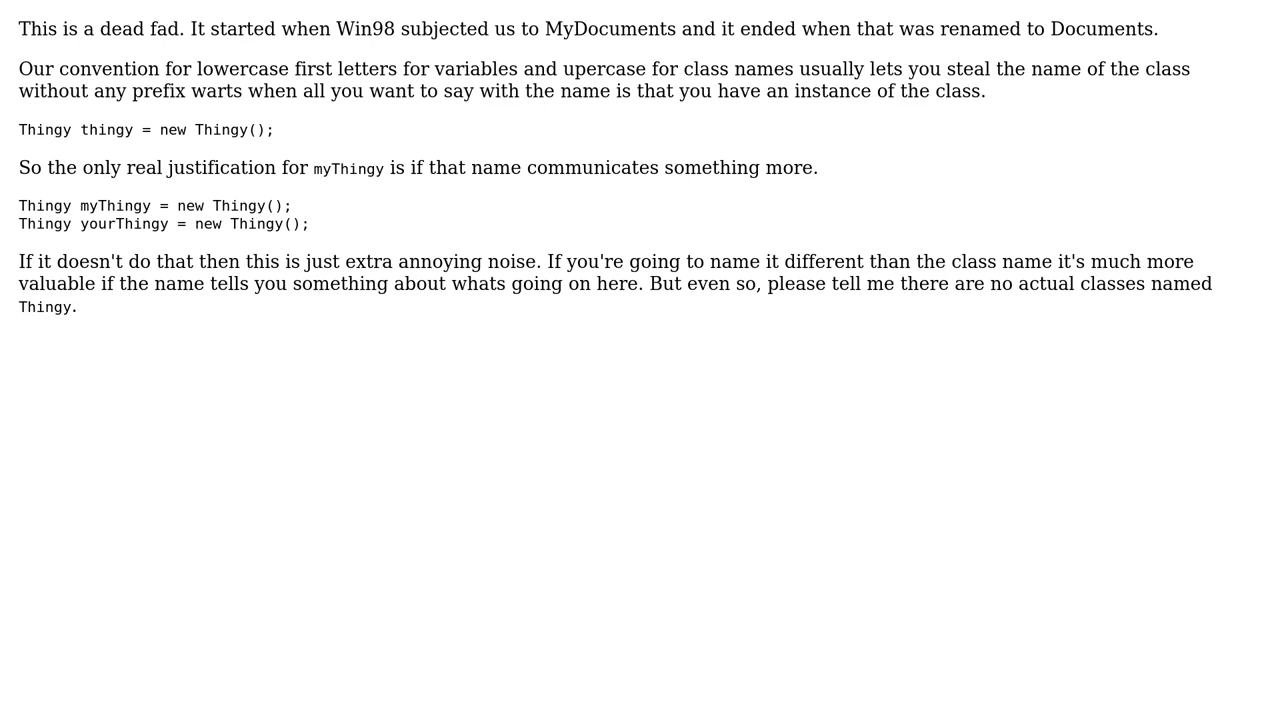 This is a dead fad. It started when Win98 subjected us to MyDocuments and it ended when that was renamed to Documents.
Our convention for lowercase first letters for variables and upercase for class names usually lets you steal the name of the class
without any prefix warts when all you want to say with the name is that you have an instance of the class.
Thingy thingy = new Thingy();
So the only real justification for myThingy is if that name communicates something more.
Thingy myThingy = new Thingy();
Thingy yourThingy = new Thingy();
If it doesn't do that then this is just extra annoying noise. If you're going to name it different than the class name it's much more
valuable if the name tells you something about whats going on here. But even so, please tell me there are no actual classes named
Thingy.